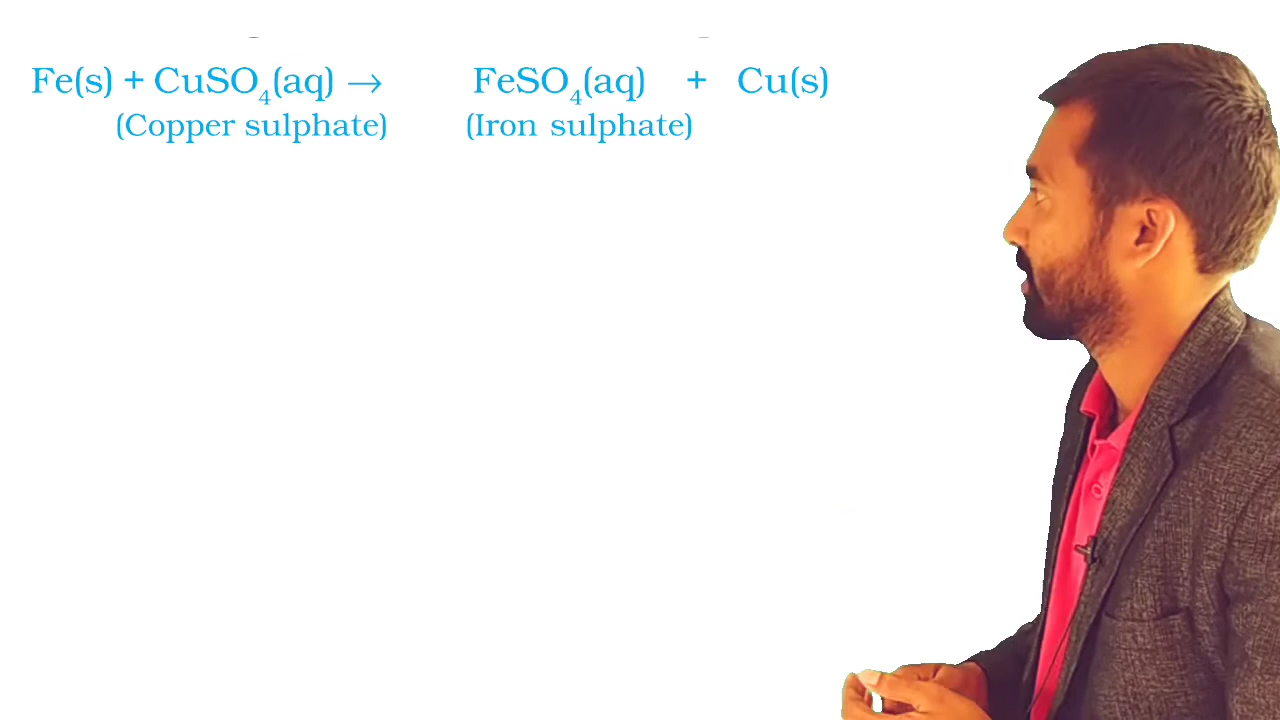 Fe(s) + CuSO₄(aq) → FeSO₄(aq) + Cu(s)
(Copper sulphate) (Iron sulphate)